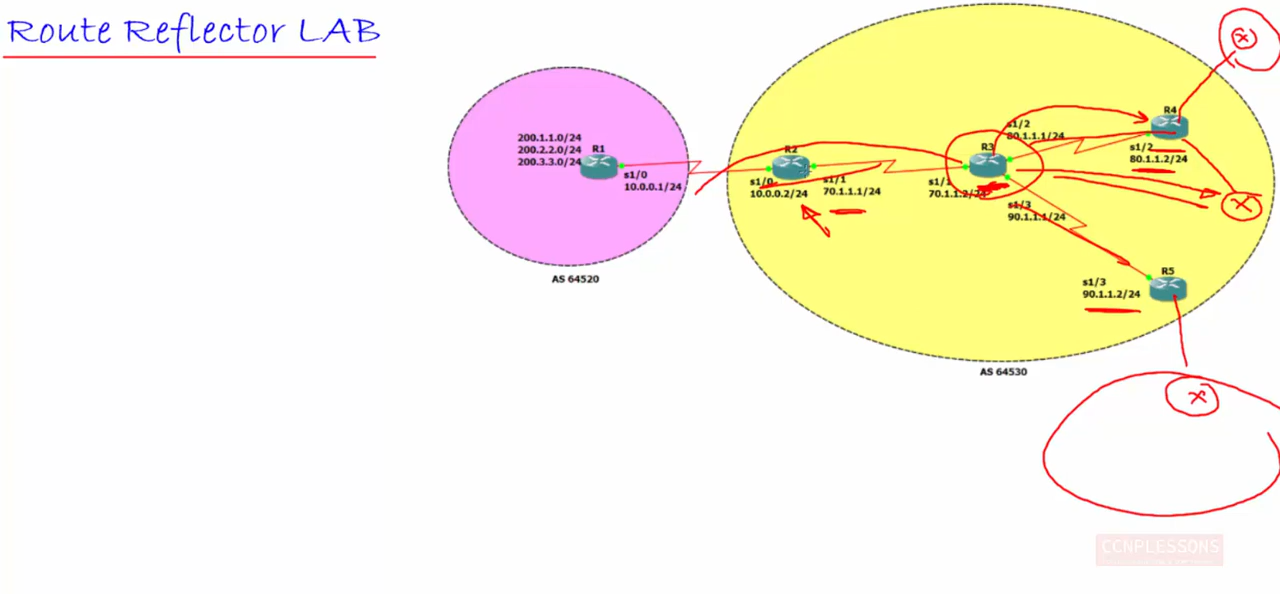 Route Reflector LAB
200.1.1.0/24
200.2.2.0/24
200.3.3.0/24
R1
s1/0
10.0.0.1/24
AS 64520
R2
s1/0
10.0.0.2/24
s1/1
70.1.1.1/24
R3
s1/1
70.1.1.2/24
s1/2
80.1.1.1/24
s1/3
90.1.1.1/24
R4
s1/2
80.1.1.2/24
R5
s1/3
90.1.1.2/24
AS 64530
x
x
x
CCNPLESSONS